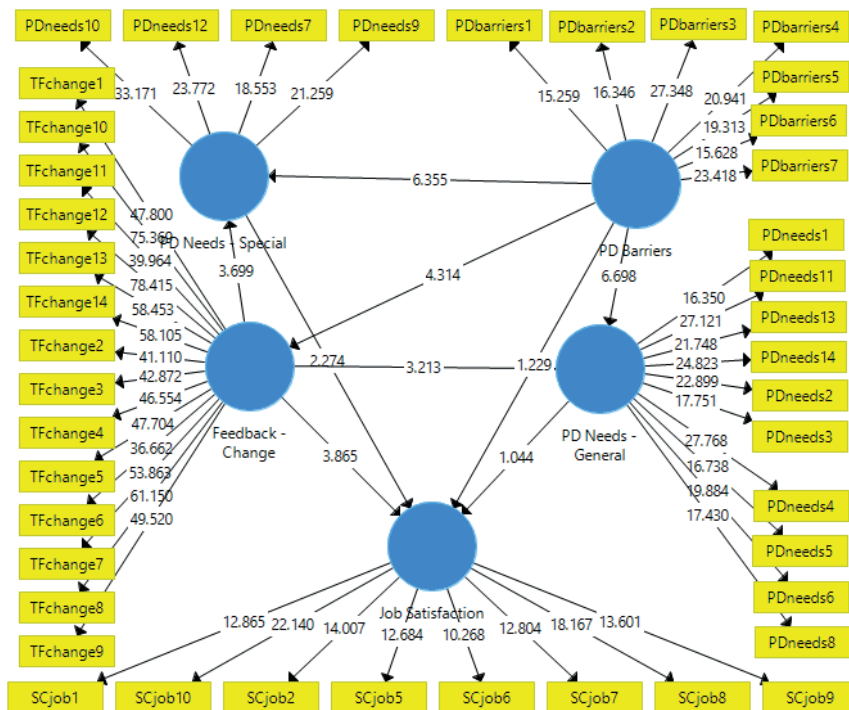 PDneeds10
PDneeds12
PDneeds7
PDneeds9
PDbarriers1
PDbarriers2
PDbarriers3
PDbarriers4
PDbarriers5
PDbarriers6
PDbarriers7
TFchange1
TFchange10
TFchange11
TFchange12
TFchange13
TFchange14
TFchange2
TFchange3
TFchange4
TFchange5
TFchange6
TFchange7
TFchange8
TFchange9
33.171
23.772
18.553
21.259
15.259
16.346
27.348
20.941
19.313
15.628
23.418
6.355
PD Needs - Special
PD Barriers
47.800
75.369
39.964
78.415
58.453
58.105
41.110
42.872
46.554
47.704
36.662
53.863
61.150
49.520
3.699
4.314
6.698
2.274
3.213
1.229
Feedback -
Change
PD Needs -
General
3.865
1.044
16.350
27.121
21.748
24.823
22.899
17.751
27.768
16.738
19.884
17.430
PDneeds1
PDneeds11
PDneeds13
PDneeds14
PDneeds2
PDneeds3
PDneeds4
PDneeds5
PDneeds6
PDneeds8
Job Satisfaction
12.865
22.140
14.007
12.684
10.268
12.804
18.167
13.601
SCjob1
SCjob10
SCjob2
SCjob5
SCjob6
SCjob7
SCjob8
SCjob9